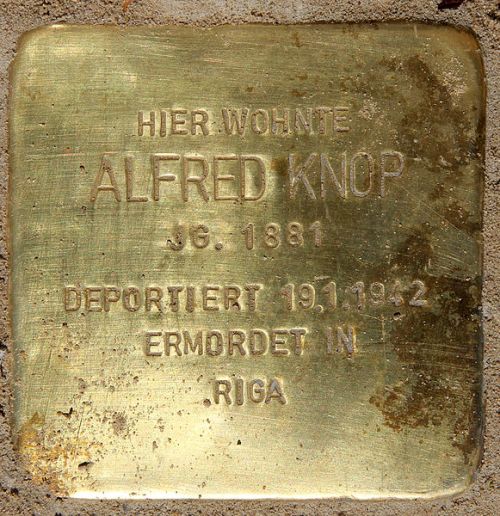 HIER WOHNTE
ALFRED KNOP
JG. 1881
DEPORTIERT 19.1.1942
ERMORDET IN
RIGA